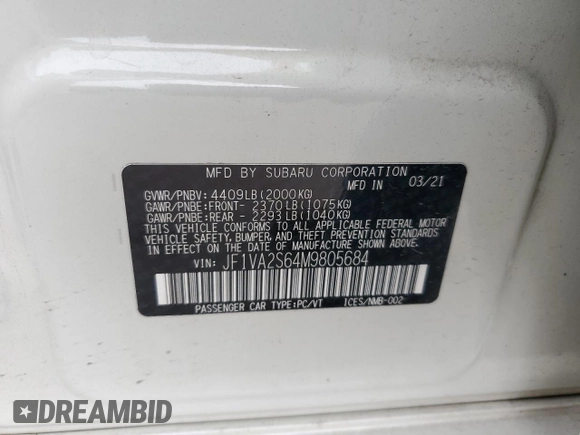 MFD BY SUBARU CORPORATION
MFD IN 03/21
GVWR/PNBV: 4409LB(2000KG)
GAWR/PNBE:FRONT- 2370LB(1075KG)
GAWR/PNBE:REAR - 2293LB(1040KG)
THIS VEHICLE CONFORMS TO ALL APPLICABLE FEDERAL MOTOR
VEHICLE SAFETY, BUMPER, AND THEFT PREVENTION STANDARDS
IN EFFECT ON THE DATE OF MANUFACTURE SHOWN ABOVE.
VIN: JF1VA2S64M9805684
PASSENGER CAR TYPE:PC/VT ICES/NMB-002
DREAMBID